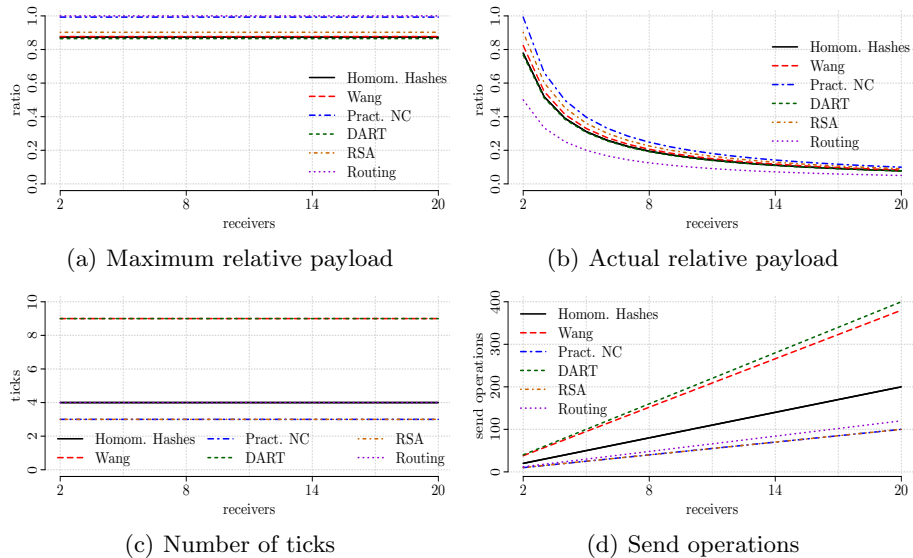 1.0
0.8
0.6
0.4
0.2
0.0
ratio
Homom. Hashes
Wang
Pract. NC
DART
RSA
Routing
2 8 14 20
receivers
(a) Maximum relative payload
1.0
0.8
0.6
0.4
0.2
0.0
ratio
Homom. Hashes
Wang
Pract. NC
DART
RSA
Routing
2 8 14 20
receivers
(b) Actual relative payload
10
8
6
4
2
0
ticks
Homom. Hashes Pract. NC RSA
Wang DART Routing
2 8 14 20
receivers
(c) Number of ticks
400
300
200
100
0
send operations
Homom. Hashes
Wang
Pract. NC
DART
RSA
Routing
2 8 14 20
receivers
(d) Send operations